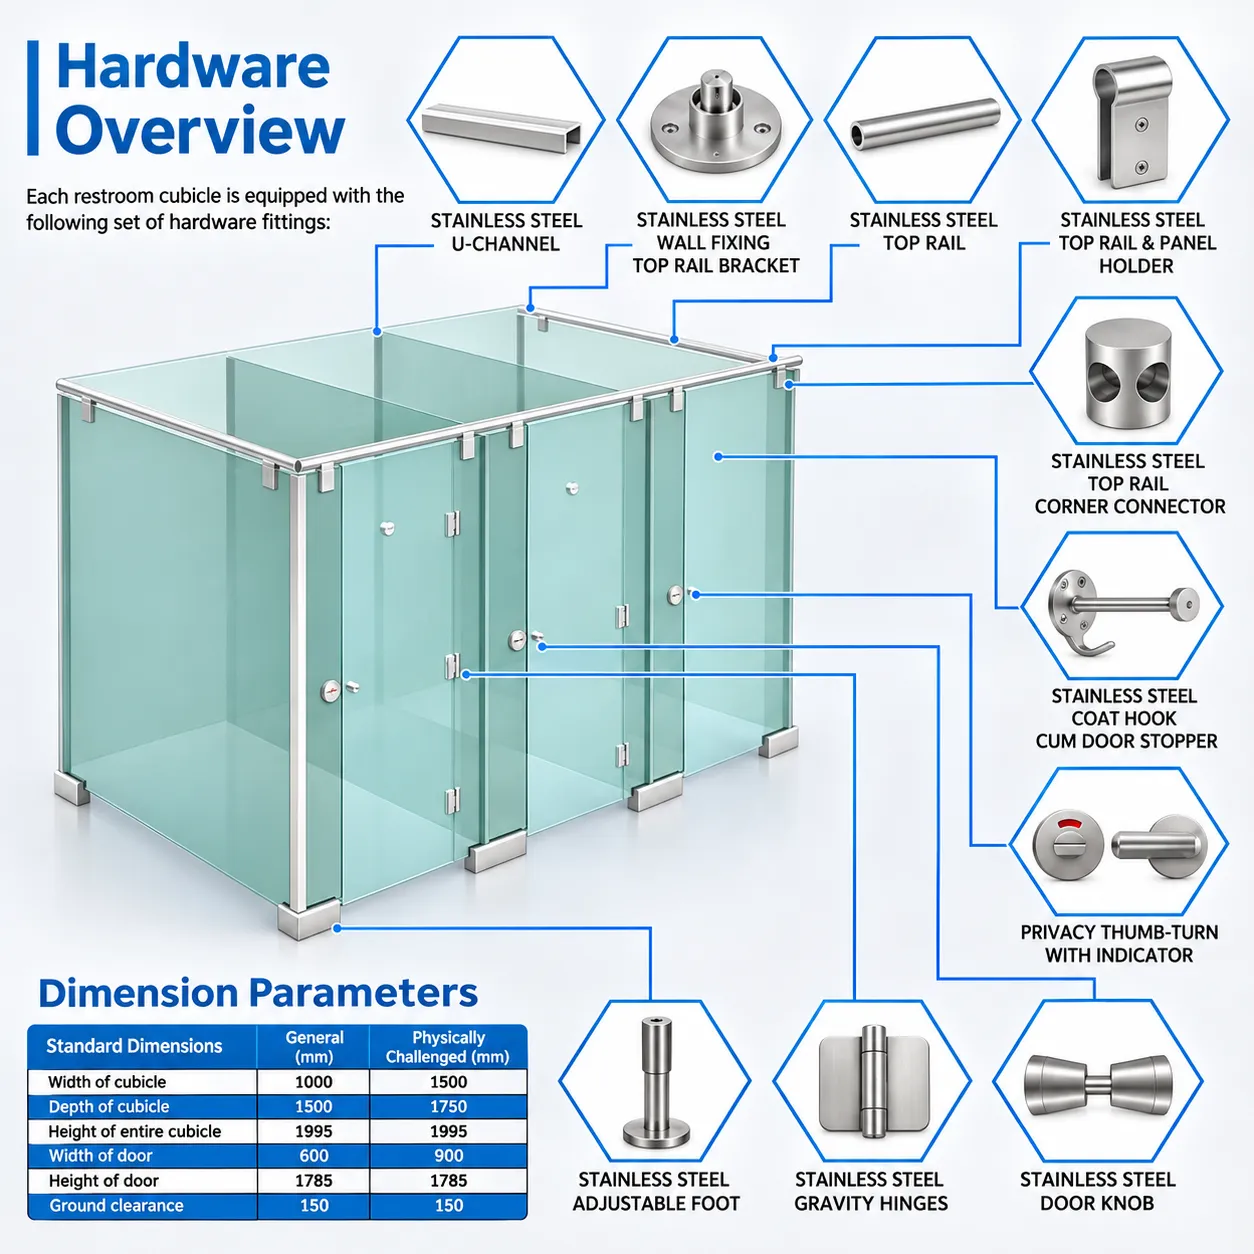 Hardware
Overview
Each restroom cubicle is equipped with the
following set of hardware fittings:
STAINLESS STEEL
U-CHANNEL
STAINLESS STEEL
WALL FIXING
TOP RAIL BRACKET
STAINLESS STEEL
TOP RAIL
STAINLESS STEEL
TOP RAIL & PANEL
HOLDER
STAINLESS STEEL
TOP RAIL
CORNER CONNECTOR
STAINLESS STEEL
COAT HOOK
CUM DOOR STOPPER
PRIVACY THUMB-TURN
WITH INDICATOR
STAINLESS STEEL
ADJUSTABLE FOOT
STAINLESS STEEL
GRAVITY HINGES
STAINLESS STEEL
DOOR KNOB
Dimension Parameters
Standard Dimensions General (mm) Physically Challenged (mm)
Width of cubicle 1000 1500
Depth of cubicle 1500 1750
Height of entire cubicle 1995 1995
Width of door 600 900
Height of door 1785 1785
Ground clearance 150 150